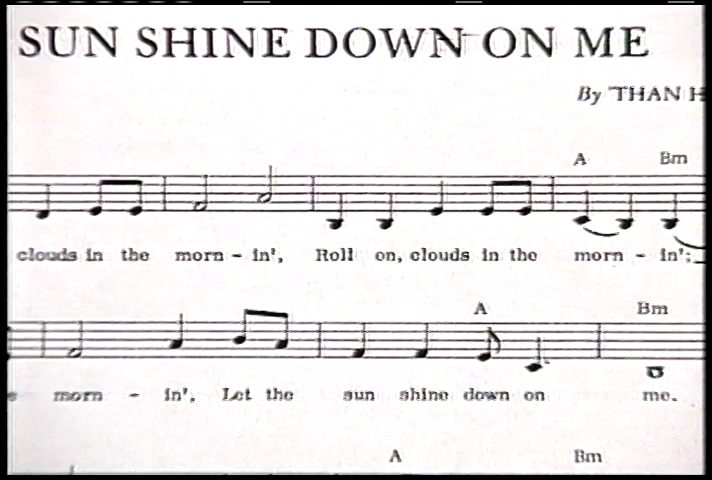 SUN SHINE DOWN ON ME
By THAN H
A Bm
clouds in the morn - in', Roll on, clouds in the morn - in';
A Bm
morn - in', Let the sun shine down on me.
A Bm